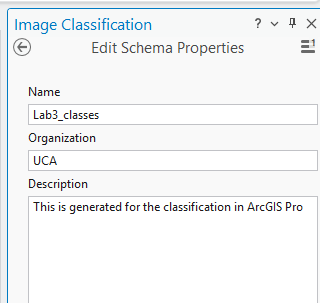 Image Classification
Edit Schema Properties
Name
Lab3_classes
Organization
UCA
Description
This is generated for the classification in ArcGIS Pro